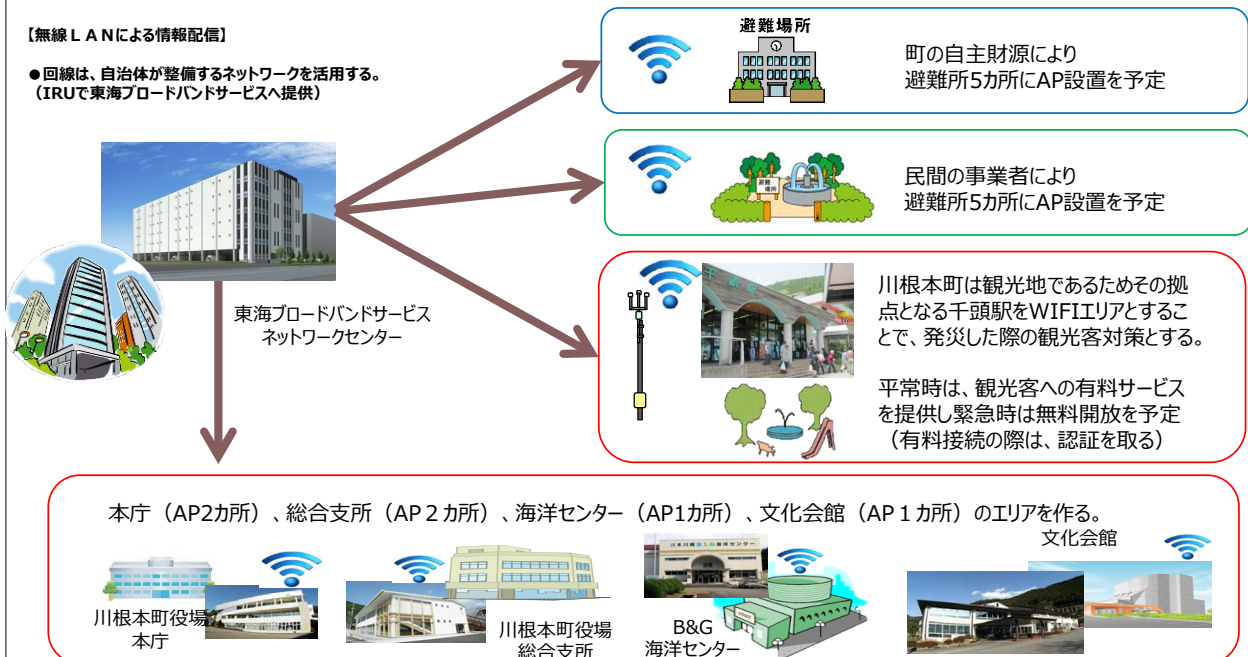 【無線ＬＡＮによる情報配信】
●回線は、自治体が整備するネットワークを活用する。
（IRUで東海ブロードバンドサービスへ提供）
東海ブロードバンドサービス
ネットワークセンター
避難場所
町の自主財源により
避難所5カ所にAP設置を予定
避難
場所
民間の事業者により
避難所5カ所にAP設置を予定
千頭駅
川根本町は観光地であるためその拠
点となる千頭駅をWIFIエリアとするこ
とで、発災した際の観光客対策とする。
平常時は、観光客への有料サービス
を提供し緊急時は無料開放を予定
（有料接続の際は、認証を取る）
本庁（AP2カ所）、総合支所（AP２カ所）、海洋センター（AP1カ所）、文化会館（AP１カ所）のエリアを作る。
川根本町役場
本庁
川根本町役場
総合支所
B&G
海洋センター
文化会館